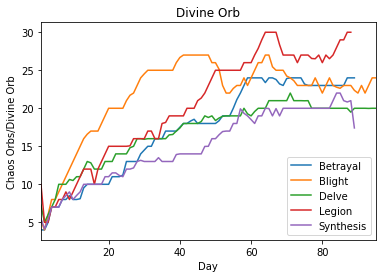 Divine Orb
Chaos Orbs/Divine Orb
30
25
20
15
10
5
20
40
60
80
Day
Betrayal
Blight
Delve
Legion
Synthesis